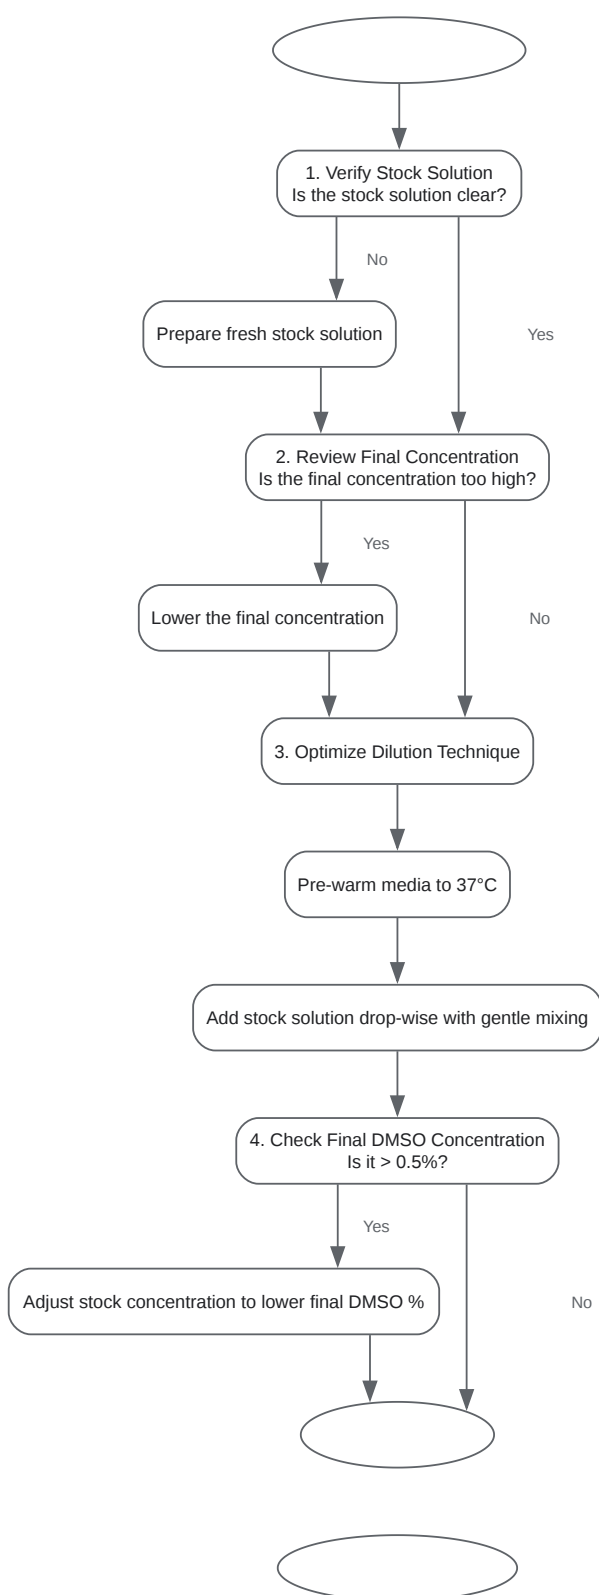 1. Verify Stock Solution
Is the stock solution clear?
No
Prepare fresh stock solution
Yes
2. Review Final Concentration
Is the final concentration too high?
Yes
Lower the final concentration
No
3. Optimize Dilution Technique
Pre-warm media to 37°C
Add stock solution drop-wise with gentle mixing
4. Check Final DMSO Concentration
Is it > 0.5%?
Yes
Adjust stock concentration to lower final DMSO %
No